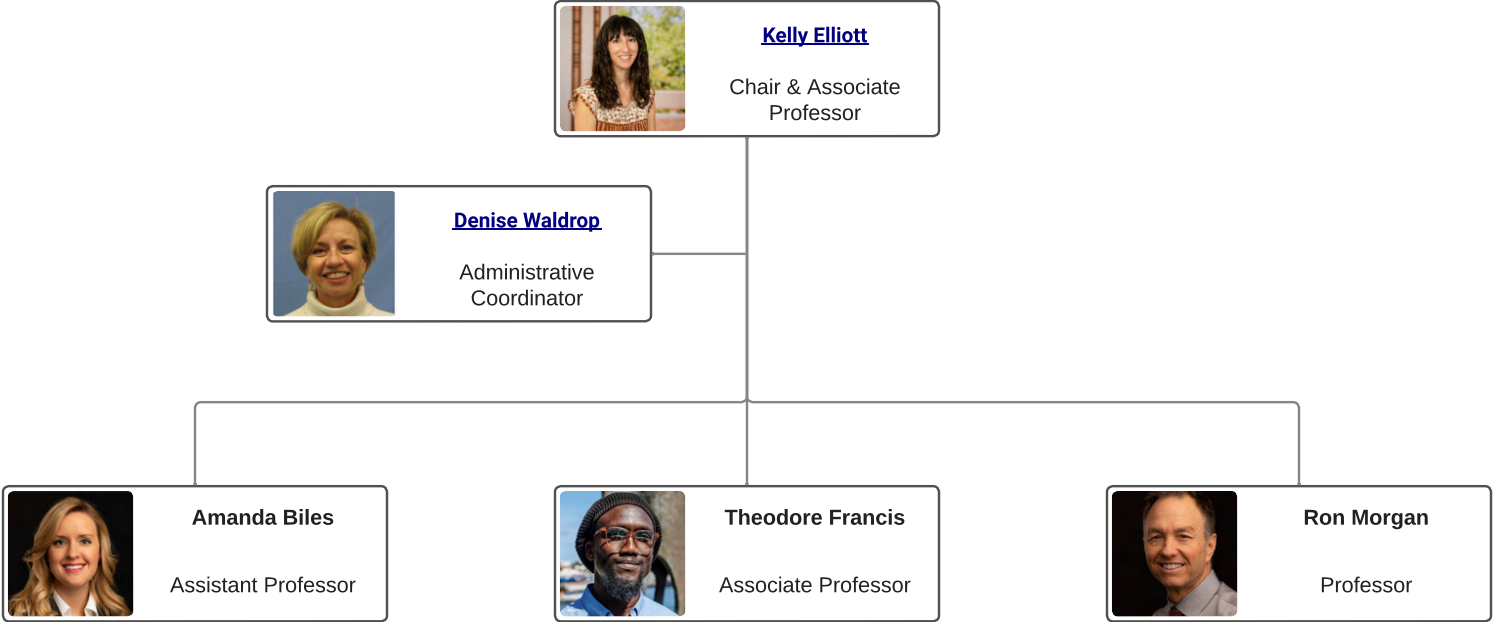 Kelly Elliott
Chair & Associate
Professor
Denise Waldrop
Administrative
Coordinator
Amanda Biles
Assistant Professor
Theodore Francis
Associate Professor
Ron Morgan
Professor